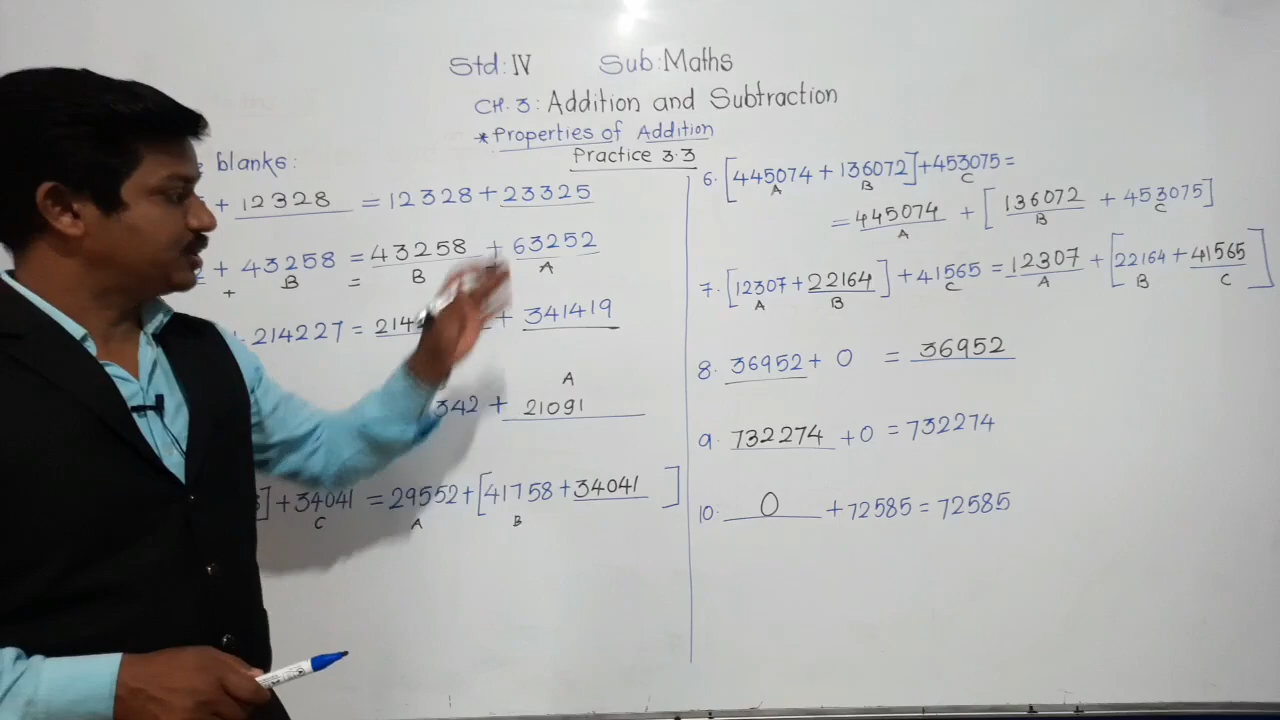 Std: IV Sub: Maths
CH. 3: Addition and Subtraction
*Properties of Addition
Practice 3.3
blanks:
+ 12328 = 12328 + 23325
+ 43258 = 43258 + 63252
+ B = B A
214227 = + 341419
A
342 + 21091
] + 34041 = 29552 + [41758 + 34041 ]
C A B
6. [445074 + 136072] + 453075 =
A B C
= 445074 + [ 136072 + 453075]
A B C
7. [12307 + 22164 ] + 41565 = 12307 + [22164 + 41565 ]
A B C A B C
8. 36952 + 0 = 36952
9. 732274 + 0 = 732274
10. 0 + 72585 = 72585